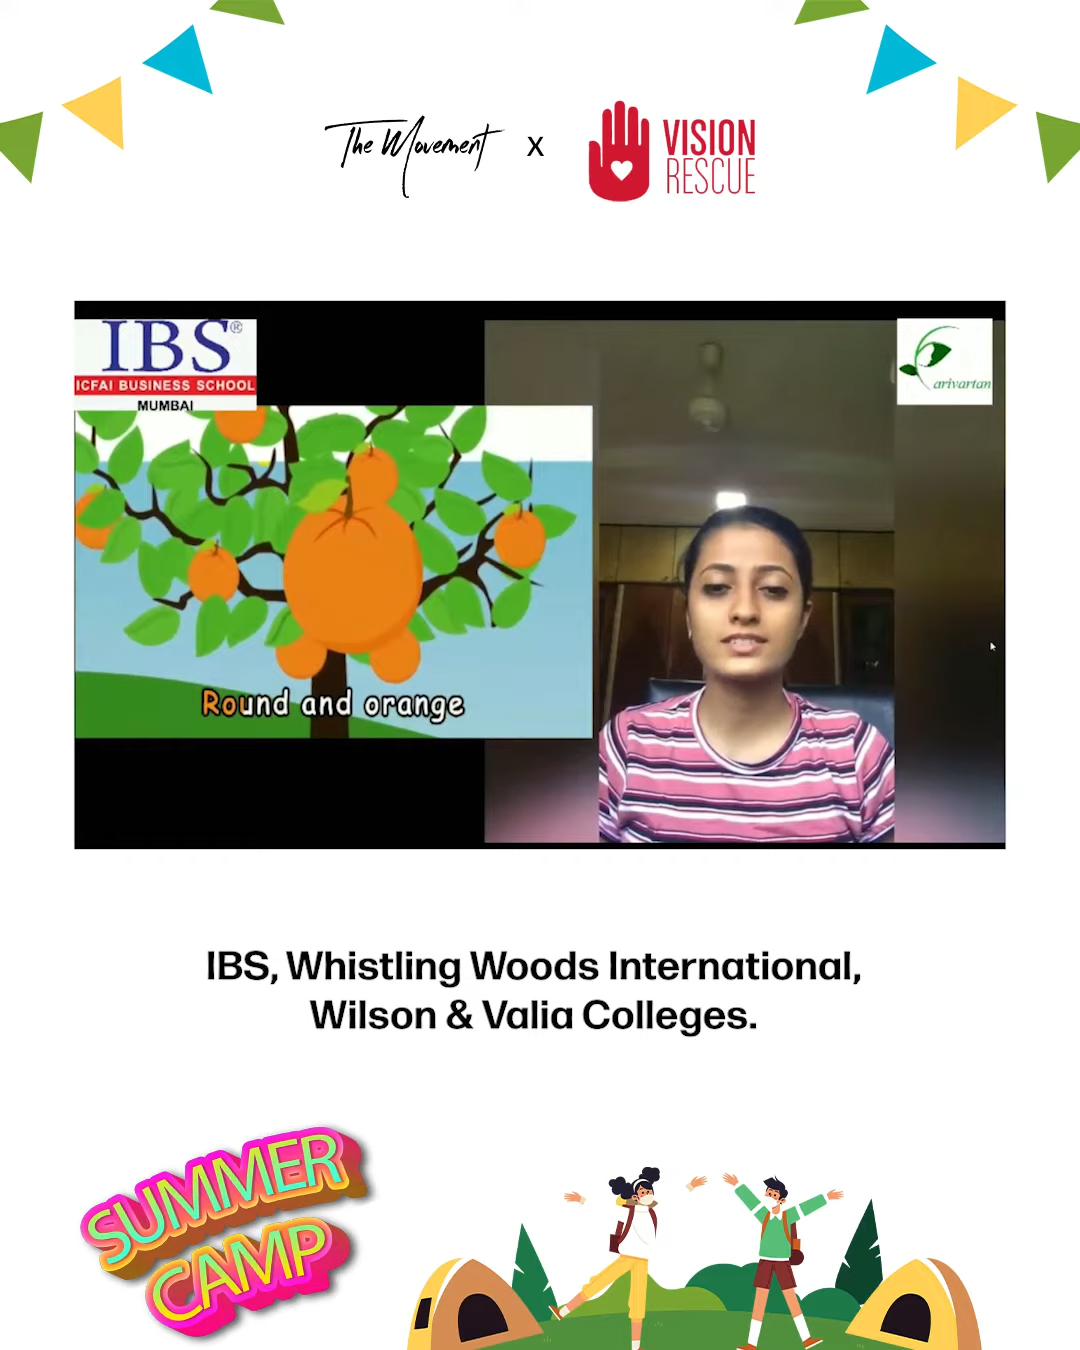 The Movement x VISION
RESCUE
IBS®
ICFAI BUSINESS SCHOOL
MUMBAI
Parivartan
Round and orange
IBS, Whistling Woods International,
Wilson & Valia Colleges.
SUMMER
CAMP